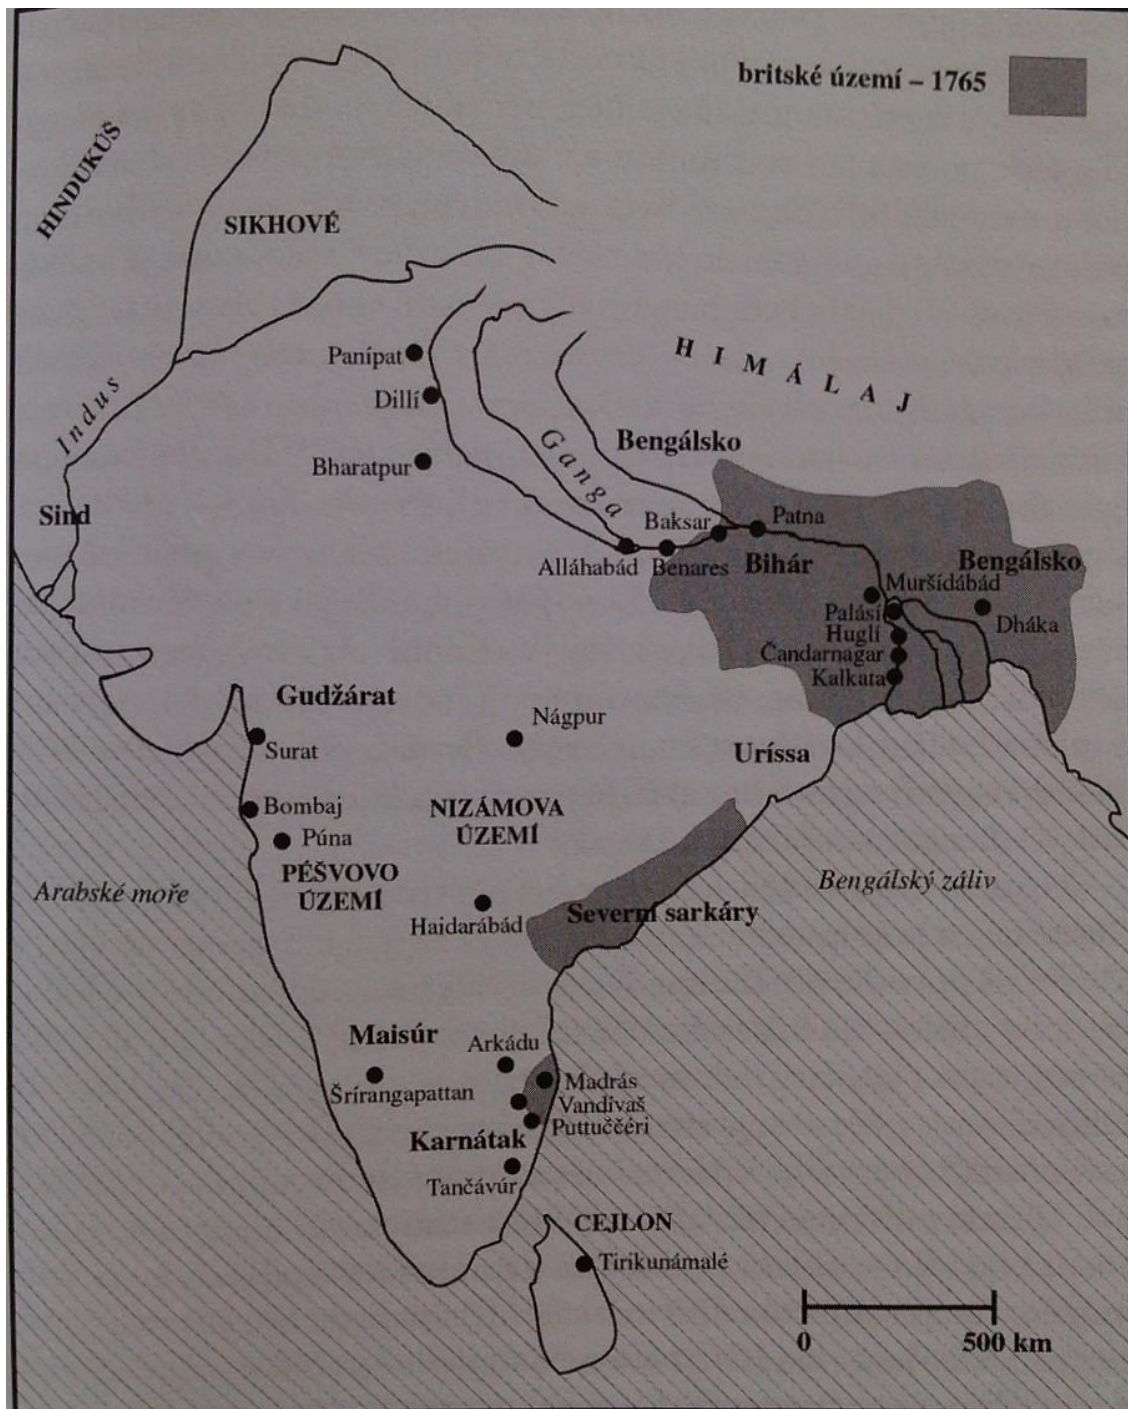 britské území – 1765
HINDUKÚŠ
SIKHOVÉ
HIMÁLAJ
Panípat
Dillí
Indus
Bharatpur
Ganga
Bengálsko
Sind
Baksar
Patna
Alláhabád
Benares
Bihár
Bengálsko
Muršídábád
Palásí
Dháka
Huglí
Čandarnagar
Kalkata
Gudžárat
Nágpur
Surat
Uríssa
Bombaj
NIZÁMOVA
ÚZEMÍ
Púna
PÉŠVOVO
ÚZEMÍ
Arabské moře
Bengálský záliv
Haidarábád
Severní sarkáry
Maisúr
Arkádu
Šrírangapattan
Madrás
Vandívaš
Puttuččéri
Karnátak
Tančávúr
CEJLON
Tirikunámalé
0 500 km